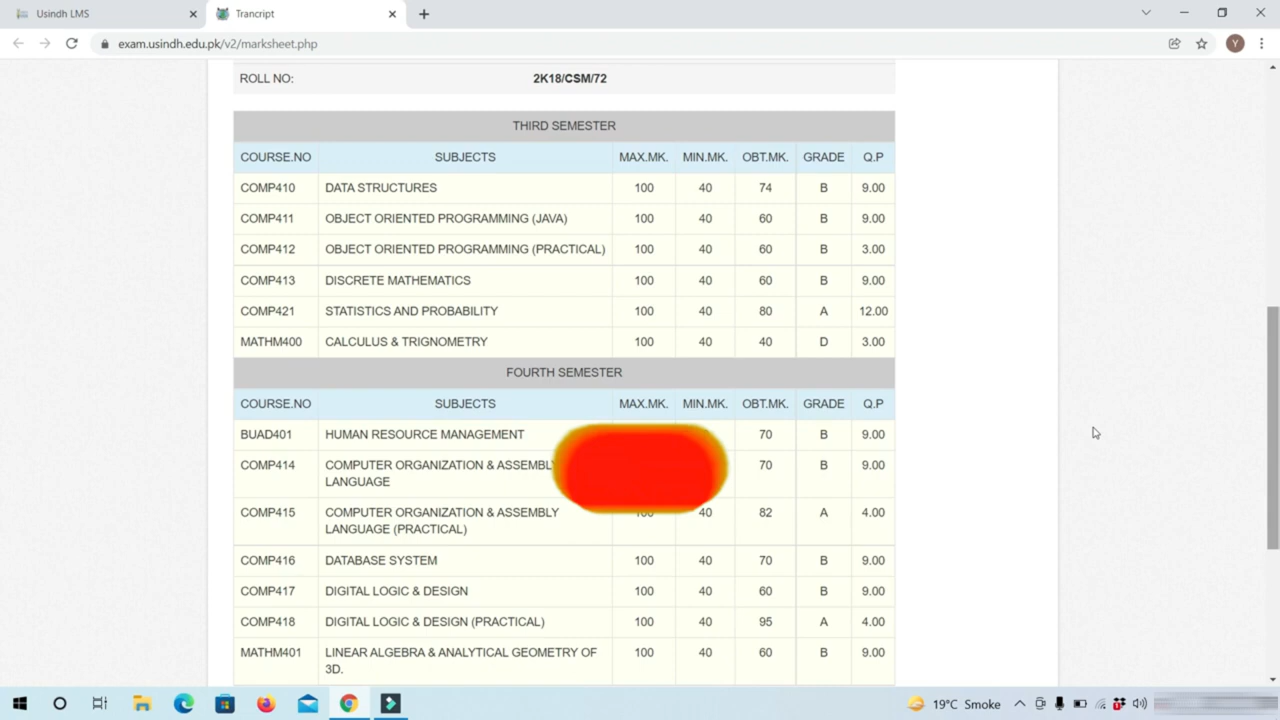 Usindh LMS
Trancript
exam.usindh.edu.pk/v2/marksheet.php
Y
ROLL NO: 2K18/CSM/72
THIRD SEMESTER
COURSE.NO SUBJECTS MAX.MK. MIN.MK. OBT.MK. GRADE Q.P
COMP410 DATA STRUCTURES 100 40 74 B 9.00
COMP411 OBJECT ORIENTED PROGRAMMING (JAVA) 100 40 60 B 9.00
COMP412 OBJECT ORIENTED PROGRAMMING (PRACTICAL) 100 40 60 B 3.00
COMP413 DISCRETE MATHEMATICS 100 40 60 B 9.00
COMP421 STATISTICS AND PROBABILITY 100 40 80 A 12.00
MATHM400 CALCULUS & TRIGNOMETRY 100 40 40 D 3.00
FOURTH SEMESTER
COURSE.NO SUBJECTS MAX.MK. MIN.MK. OBT.MK. GRADE Q.P
BUAD401 HUMAN RESOURCE MANAGEMENT 70 B 9.00
COMP414 COMPUTER ORGANIZATION & ASSEMBL 70 B 9.00
LANGUAGE
COMP415 COMPUTER ORGANIZATION & ASSEMBLY 40 82 A 4.00
LANGUAGE (PRACTICAL)
COMP416 DATABASE SYSTEM 100 40 70 B 9.00
COMP417 DIGITAL LOGIC & DESIGN 100 40 60 B 9.00
COMP418 DIGITAL LOGIC & DESIGN (PRACTICAL) 100 40 95 A 4.00
MATHM401 LINEAR ALGEBRA & ANALYTICAL GEOMETRY OF 100 40 60 B 9.00
3D.
19°C Smoke